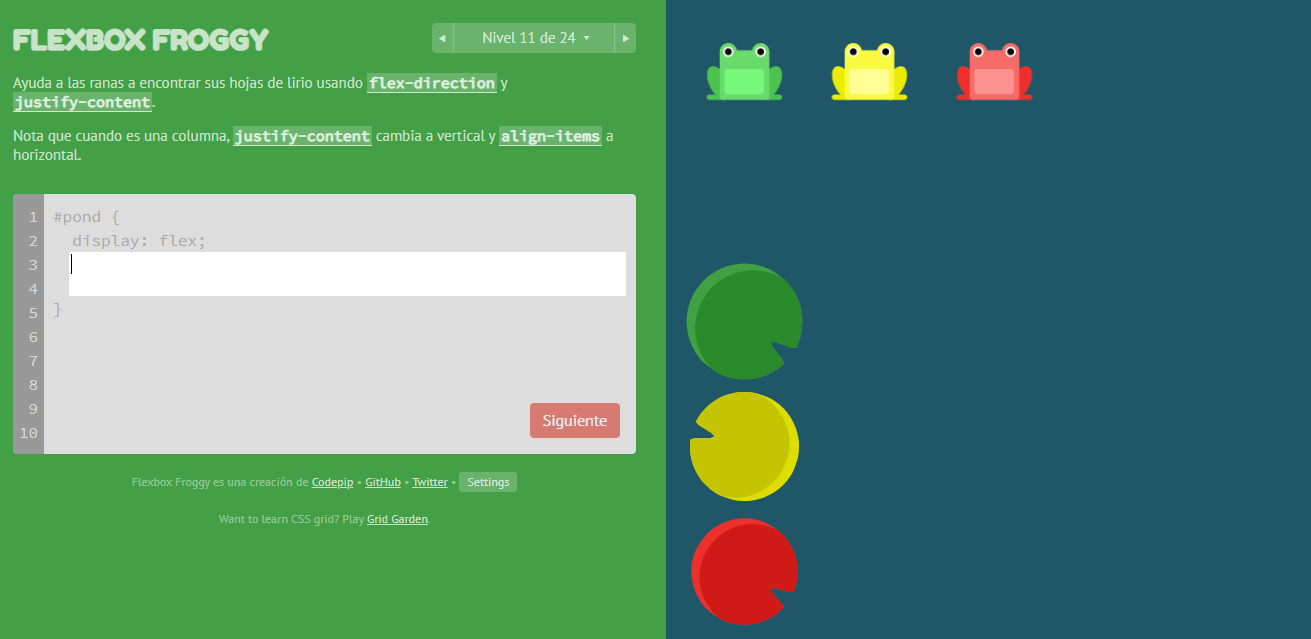 FLEXBOX FROGGY
◀ Nivel 11 de 24 ▾ ▶
Ayuda a las ranas a encontrar sus hojas de lirio usando flex-direction y
justify-content.
Nota que cuando es una columna, justify-content cambia a vertical y align-items a
horizontal.
1 #pond {
2 display: flex;
3
4
5 }
6
7
8
9
10
Siguiente
Flexbox Froggy es una creación de Codepip • GitHub • Twitter • Settings
Want to learn CSS grid? Play Grid Garden.